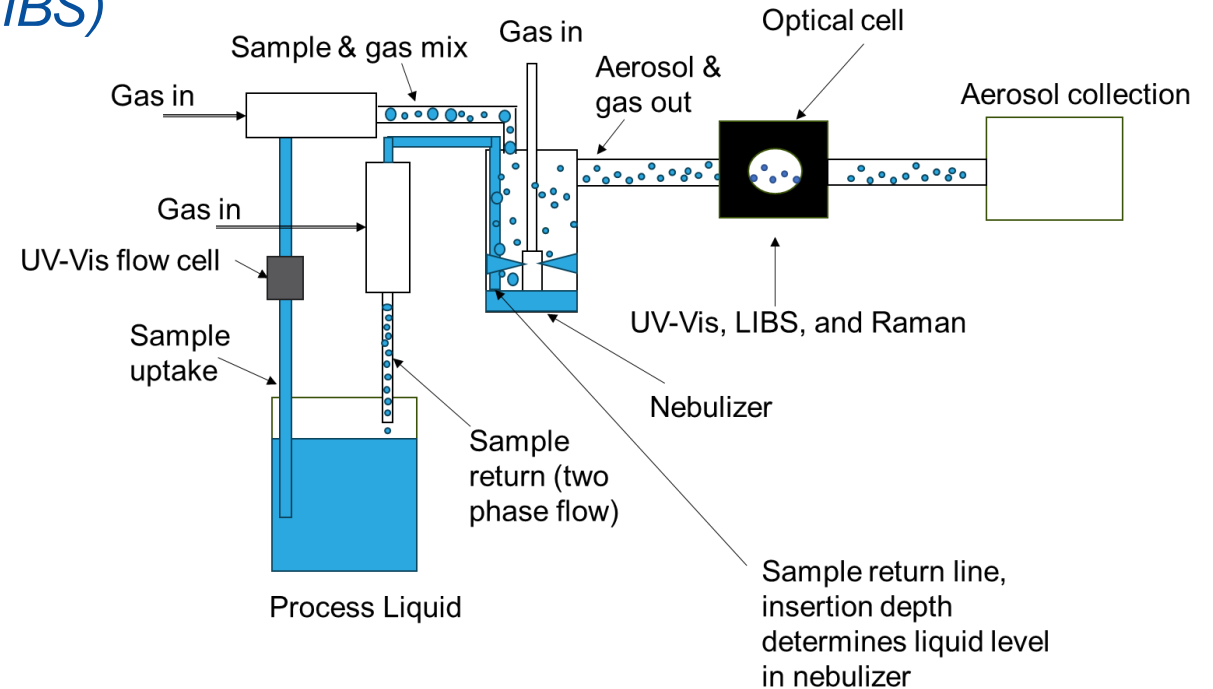 IBS)
Sample & gas mix
Gas in
Gas in
Optical cell
Aerosol &
gas out
Aerosol collection
Gas in
UV-Vis flow cell
Sample
uptake
UV-Vis, LIBS, and Raman
Nebulizer
Sample
return (two
phase flow)
Process Liquid
Sample return line,
insertion depth
determines liquid level
in nebulizer